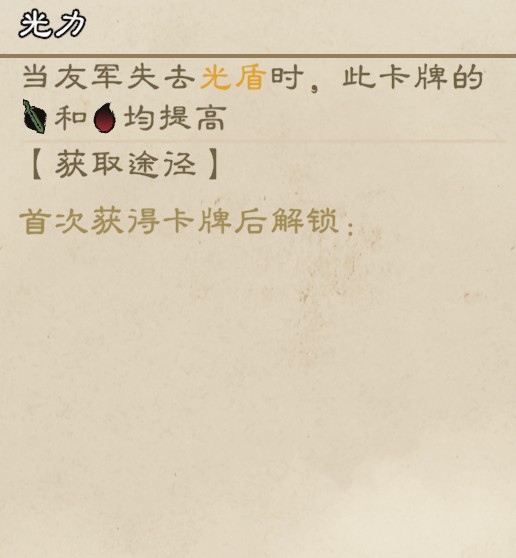 光力
当友军失去光盾时，此卡牌的
和均提高
【获取途径】
首次获得卡牌后解锁：